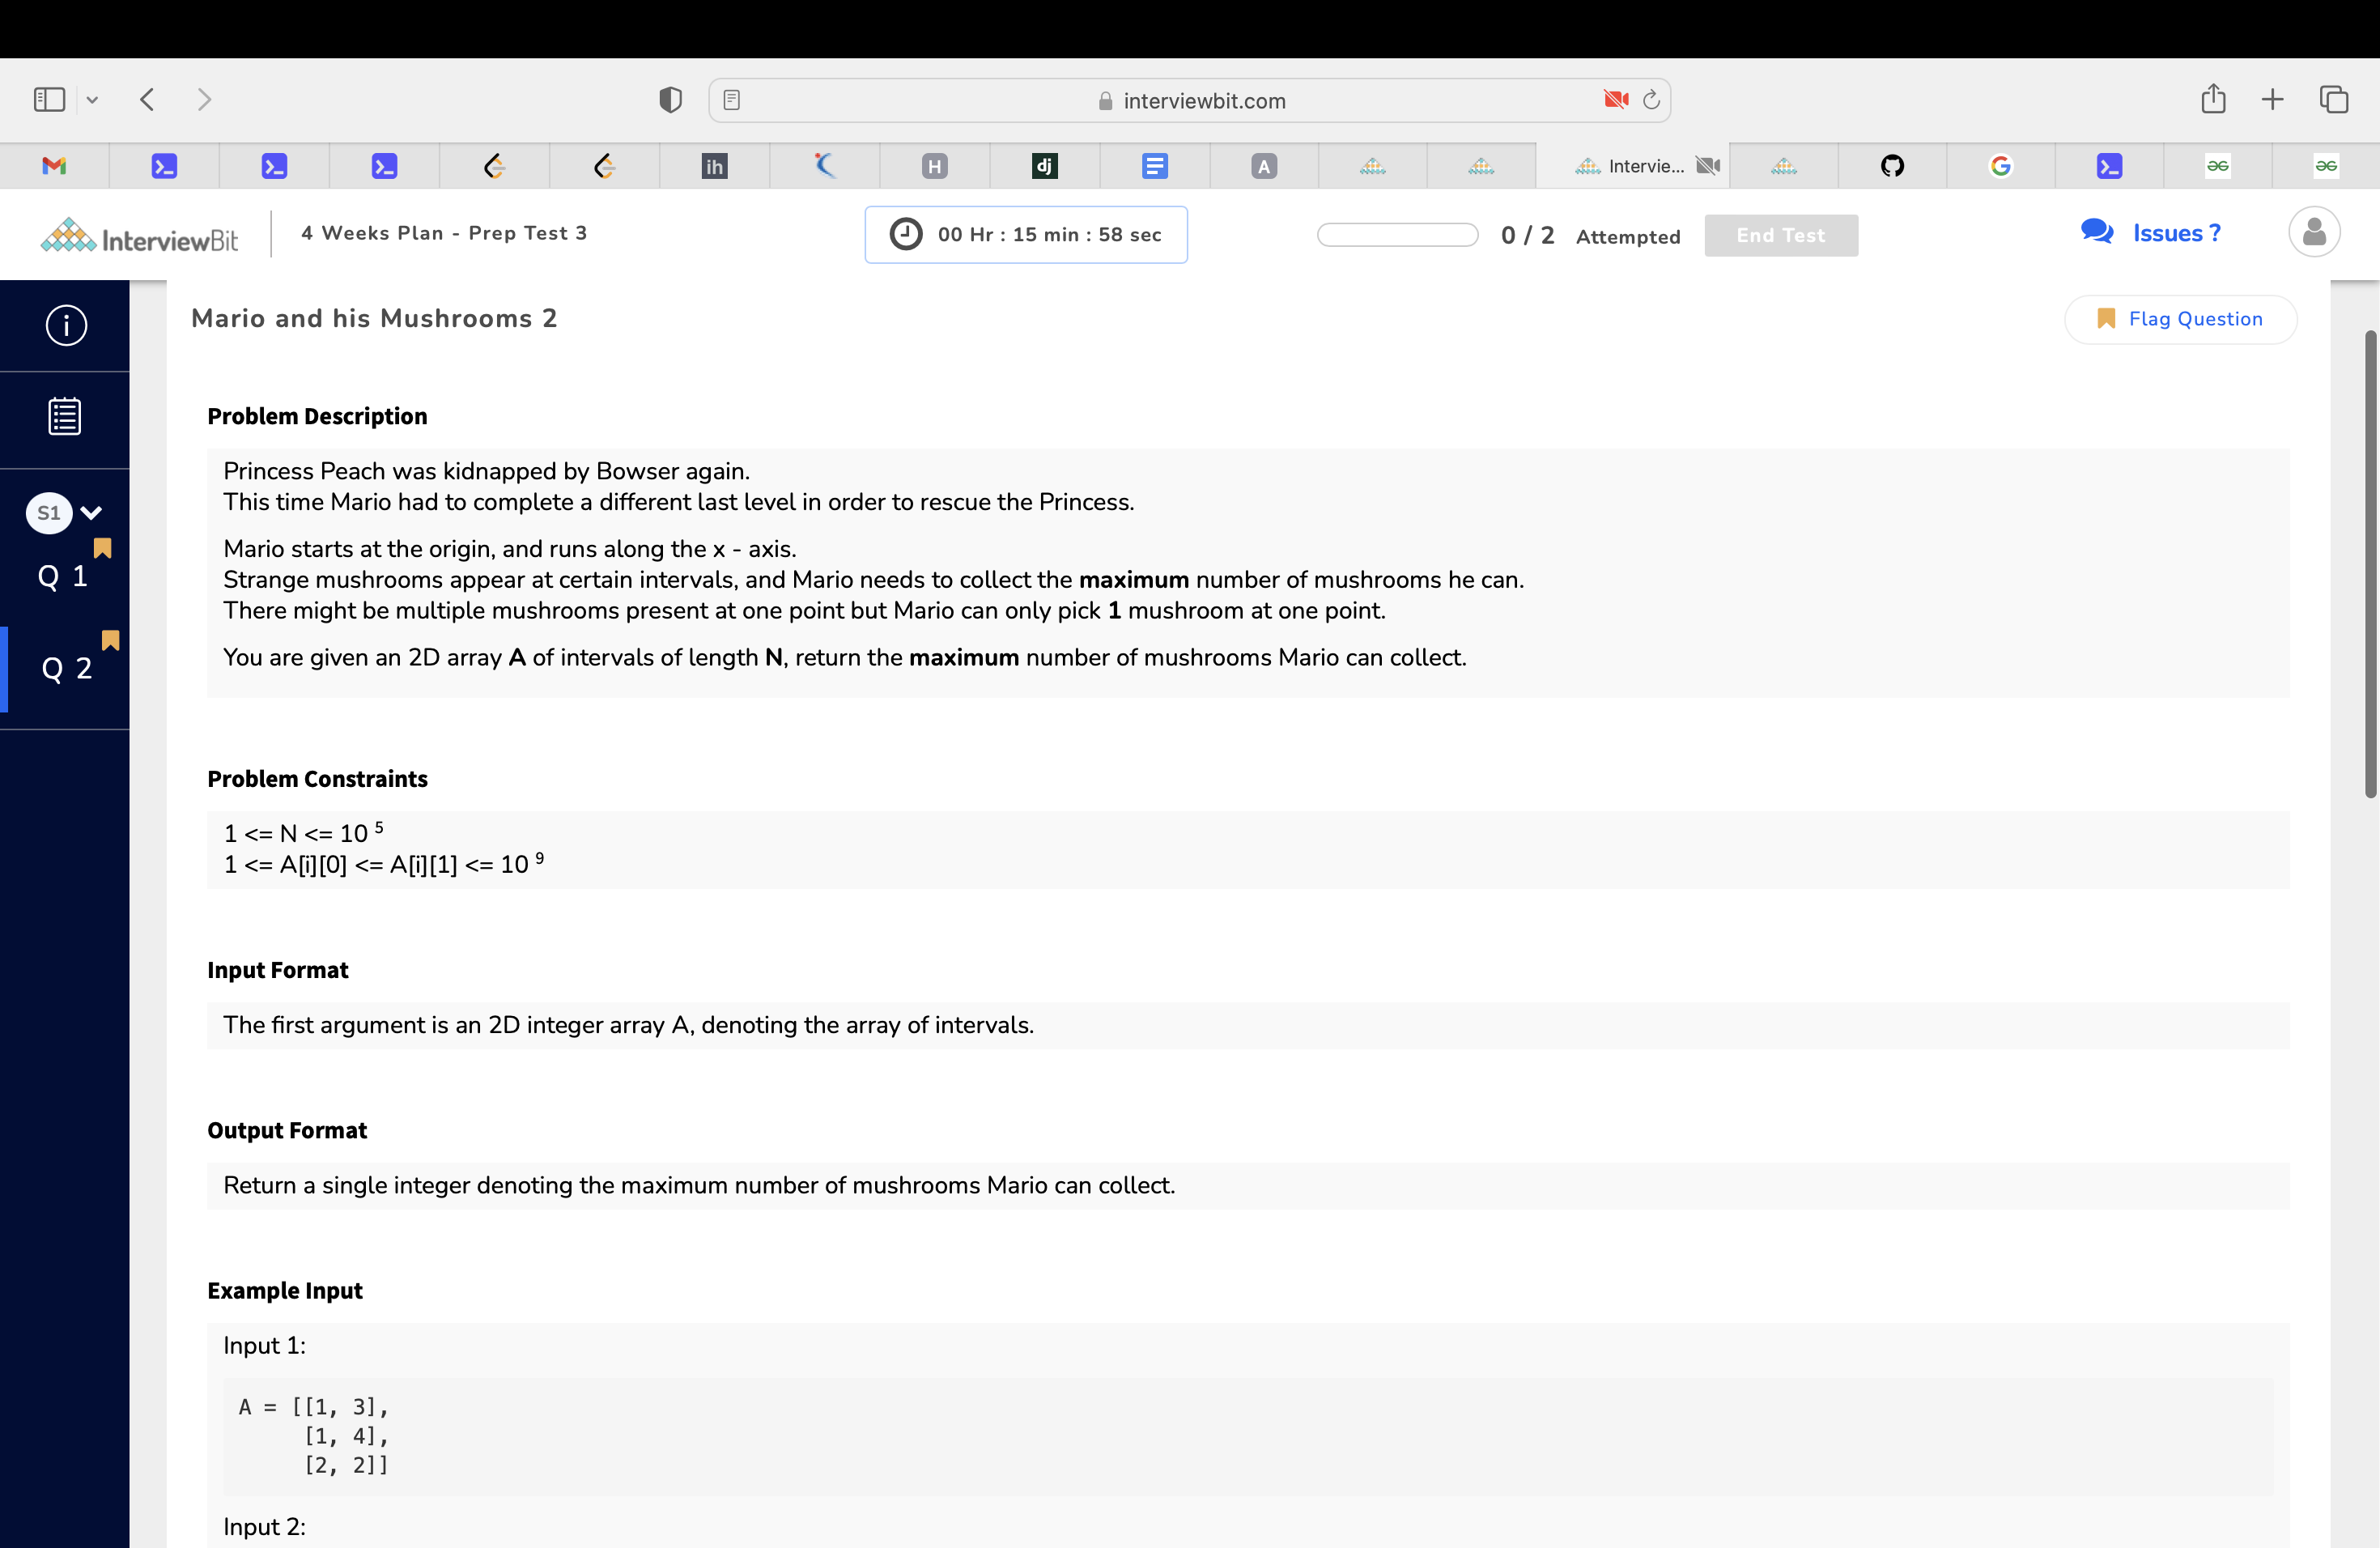 interviewbit.com
ih
H
dj
A
Intervie...
InterviewBit
4 Weeks Plan - Prep Test 3
00 Hr : 15 min : 58 sec
0 / 2 Attempted
End Test
Issues ?
S1
Q 1
Q 2
Mario and his Mushrooms 2
Flag Question
Problem Description
Princess Peach was kidnapped by Bowser again.
This time Mario had to complete a different last level in order to rescue the Princess.
Mario starts at the origin, and runs along the x - axis.
Strange mushrooms appear at certain intervals, and Mario needs to collect the maximum number of mushrooms he can.
There might be multiple mushrooms present at one point but Mario can only pick 1 mushroom at one point.
You are given an 2D array A of intervals of length N, return the maximum number of mushrooms Mario can collect.
Problem Constraints
1 <= N <= 10 5
1 <= A[i][0] <= A[i][1] <= 10 9
Input Format
The first argument is an 2D integer array A, denoting the array of intervals.
Output Format
Return a single integer denoting the maximum number of mushrooms Mario can collect.
Example Input
Input 1:
A = [[1, 3],
[1, 4],
[2, 2]]
Input 2: